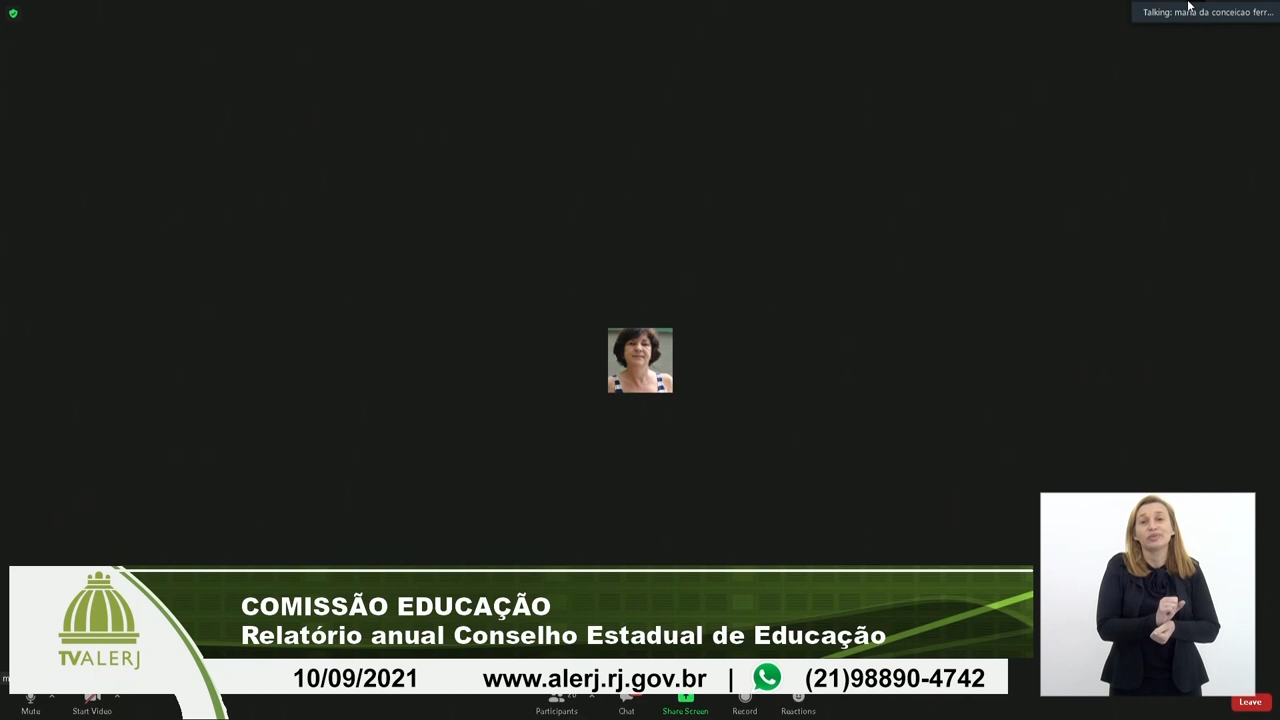 Talking: maria da conceicao ferr...
COMISSÃO EDUCAÇÃO
Relatório anual Conselho Estadual de Educação
TVALERJ
10/09/2021 www.alerj.rj.gov.br | (21)98890-4742
Mute Start Video Participants Chat Share Screen Record Reactions Leave